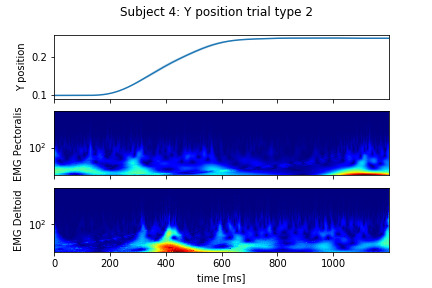 Subject 4: Y position trial type 2
Y position
0.2
0.1
EMG Pectoralis
10²
EMG Deltoid
10²
0 200 400 600 800 1000
time [ms]